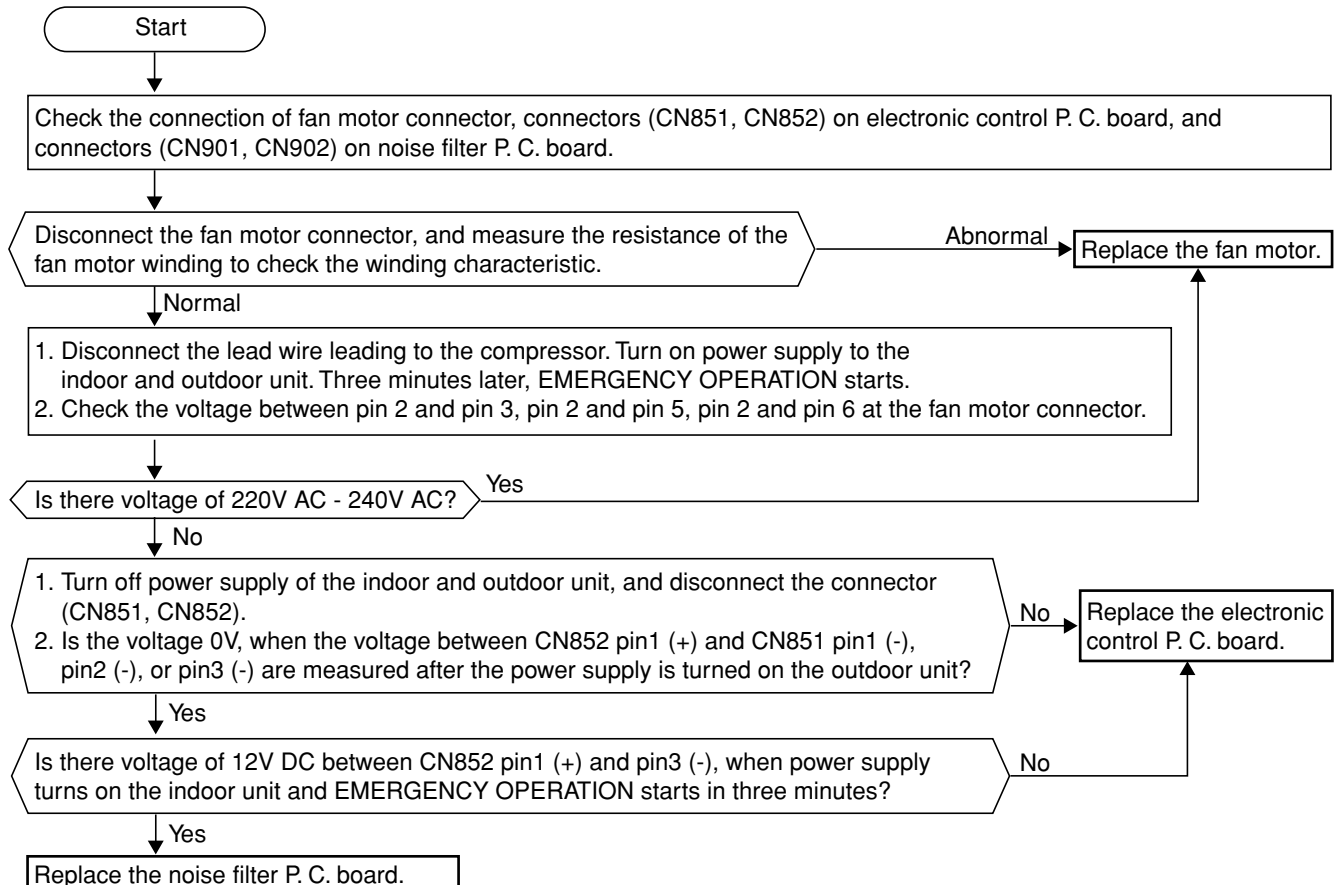 Start
Check the connection of fan motor connector, connectors (CN851, CN852) on electronic control P. C. board, and
connectors (CN901, CN902) on noise filter P. C. board.
Disconnect the fan motor connector, and measure the resistance of the
fan motor winding to check the winding characteristic.
Abnormal
Replace the fan motor.
Normal
1. Disconnect the lead wire leading to the compressor. Turn on power supply to the
indoor and outdoor unit. Three minutes later, EMERGENCY OPERATION starts.
2. Check the voltage between pin 2 and pin 3, pin 2 and pin 5, pin 2 and pin 6 at the fan motor connector.
Is there voltage of 220V AC - 240V AC?
Yes
No
1. Turn off power supply of the indoor and outdoor unit, and disconnect the connector
(CN851, CN852).
2. Is the voltage 0V, when the voltage between CN852 pin1 (+) and CN851 pin1 (-),
pin2 (-), or pin3 (-) are measured after the power supply is turned on the outdoor unit?
No
Replace the electronic
control P. C. board.
Yes
Is there voltage of 12V DC between CN852 pin1 (+) and pin3 (-), when power supply
turns on the indoor unit and EMERGENCY OPERATION starts in three minutes?
No
Yes
Replace the noise filter P. C. board.